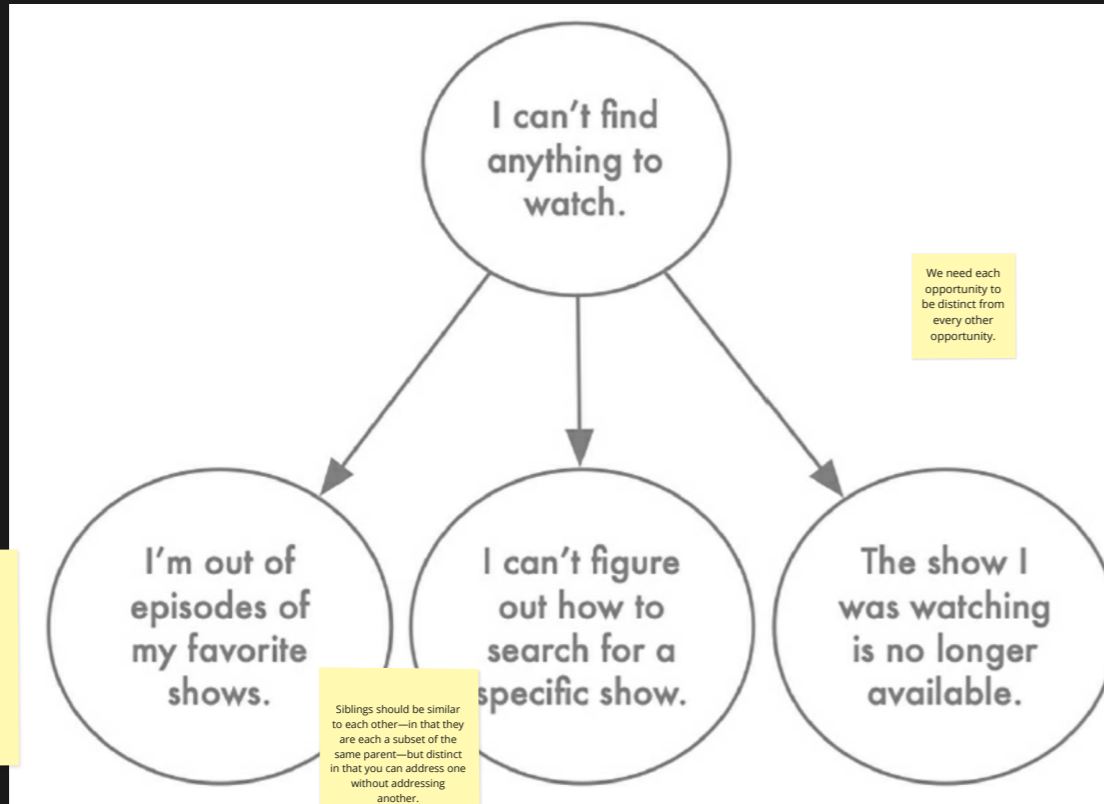 I can't find
anything to
watch.
We need each
opportunity to
be distinct from
every other
opportunity.
I'm out of
episodes of
my favorite
shows.
I can't figure
out how to
search for a
specific show.
The show I
was watching
is no longer
available.
Siblings should be similar
to each other—in that they
are each a subset of the
same parent—but distinct
in that you can address one
without addressing
another.